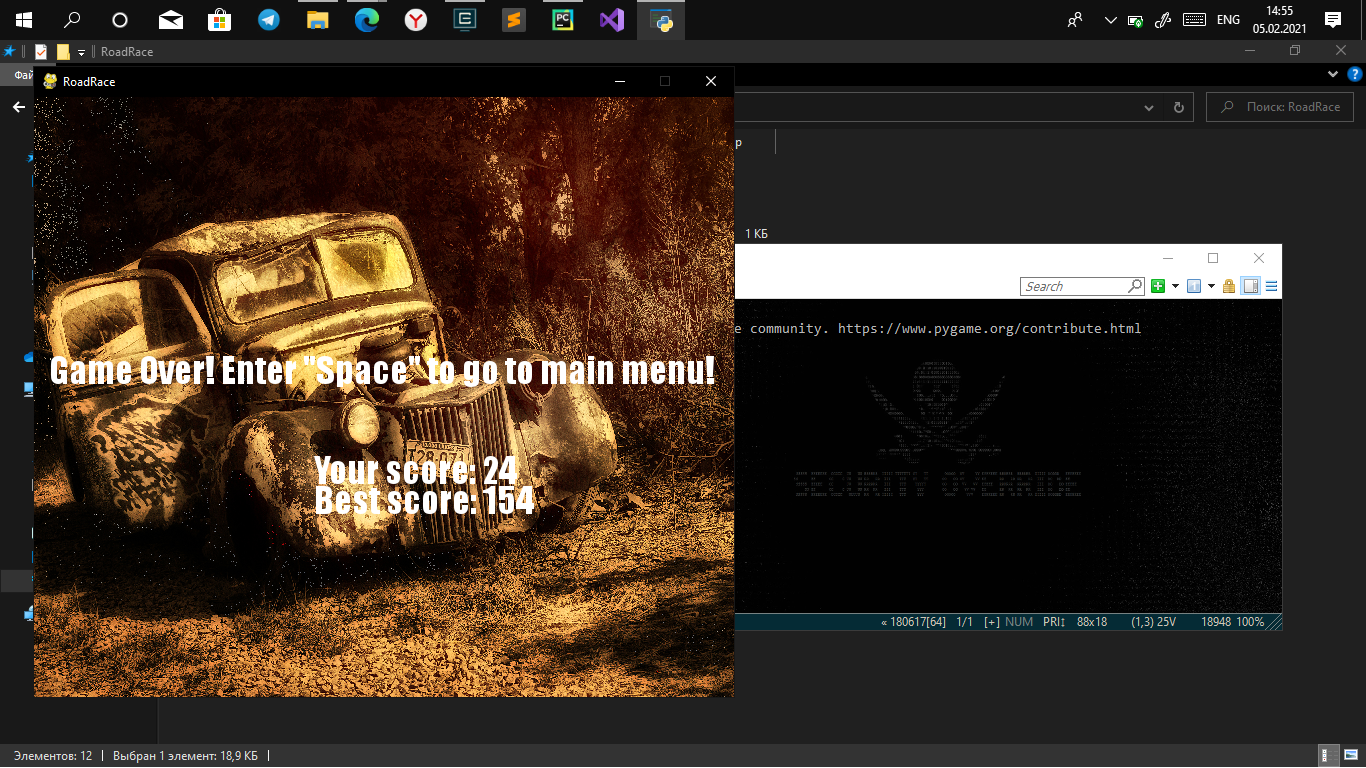 ENG
14:55
05.02.2021
RoadRace
Фай
RoadRace
Поиск: RoadRace
р
1 КБ
Search
e community. https://www.pygame.org/contribute.html
Game Over! Enter "Space" to go to main menu!
Your score: 24
Best score: 154
« 180617[64] 1/1 [+] NUM PRI↕ 88x18 (1,3) 25V 18948 100%
Элементов: 12 Выбран 1 элемент: 18,9 КБ